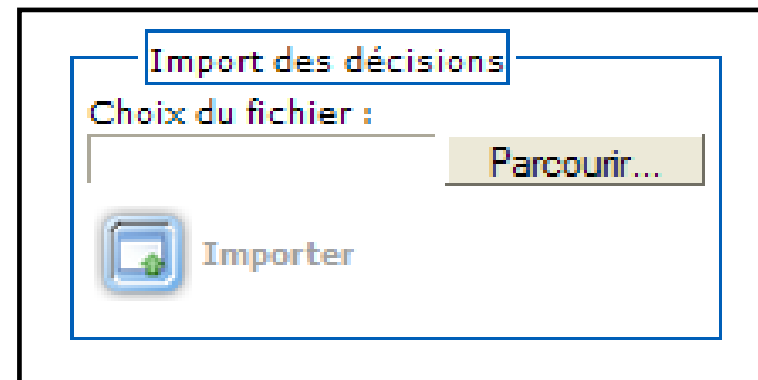 Import des décisions
Choix du fichier :
Parcourir...
Importer